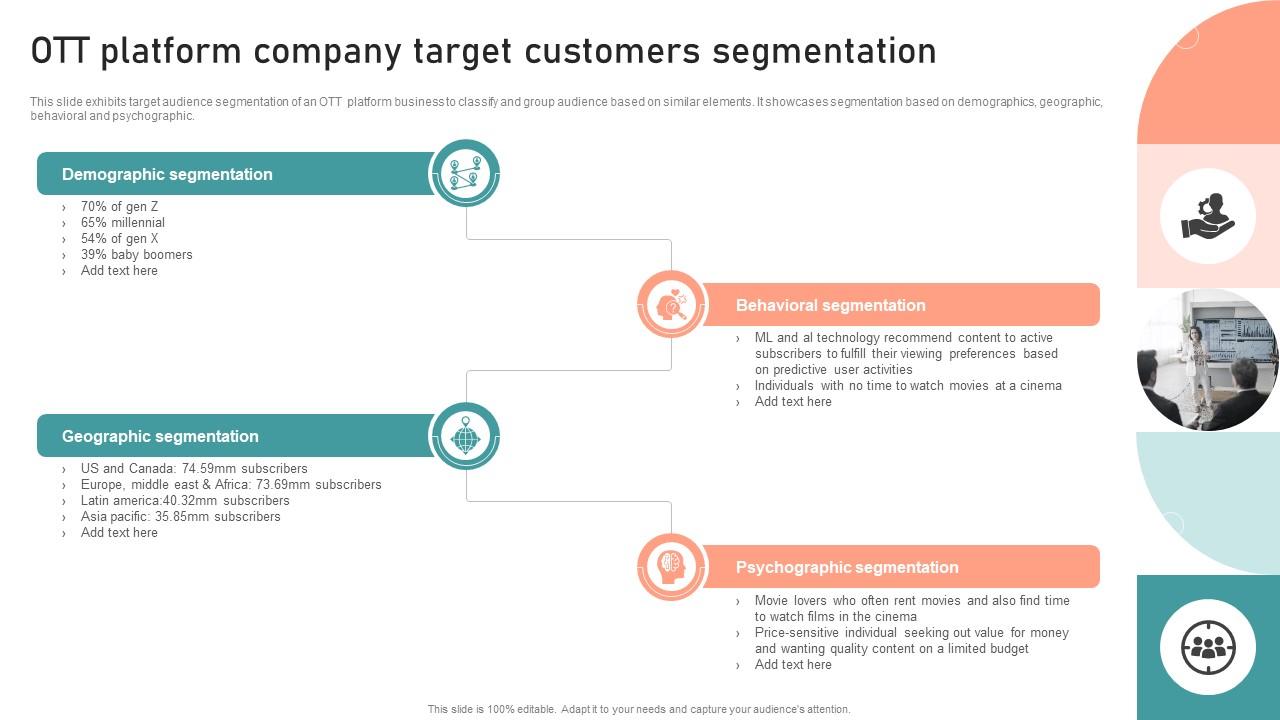 OTT platform company target customers segmentation
This slide exhibits target audience segmentation of an OTT platform business to classify and group audience based on similar elements. It showcases segmentation based on demographics, geographic,
behavioral and psychographic.
Demographic segmentation
› 70% of gen Z
› 65% millennial
› 54% of gen X
› 39% baby boomers
› Add text here
Behavioral segmentation
› ML and aI technology recommend content to active
subscribers to fulfill their viewing preferences based
on predictive user activities
› Individuals with no time to watch movies at a cinema
› Add text here
Geographic segmentation
› US and Canada: 74.59mm subscribers
› Europe, middle east & Africa: 73.69mm subscribers
› Latin america:40.32mm subscribers
› Asia pacific: 35.85mm subscribers
› Add text here
Psychographic segmentation
› Movie lovers who often rent movies and also find time
to watch films in the cinema
› Price-sensitive individual seeking out value for money
and wanting quality content on a limited budget
› Add text here
This slide is 100% editable. Adapt it to your needs and capture your audience's attention.